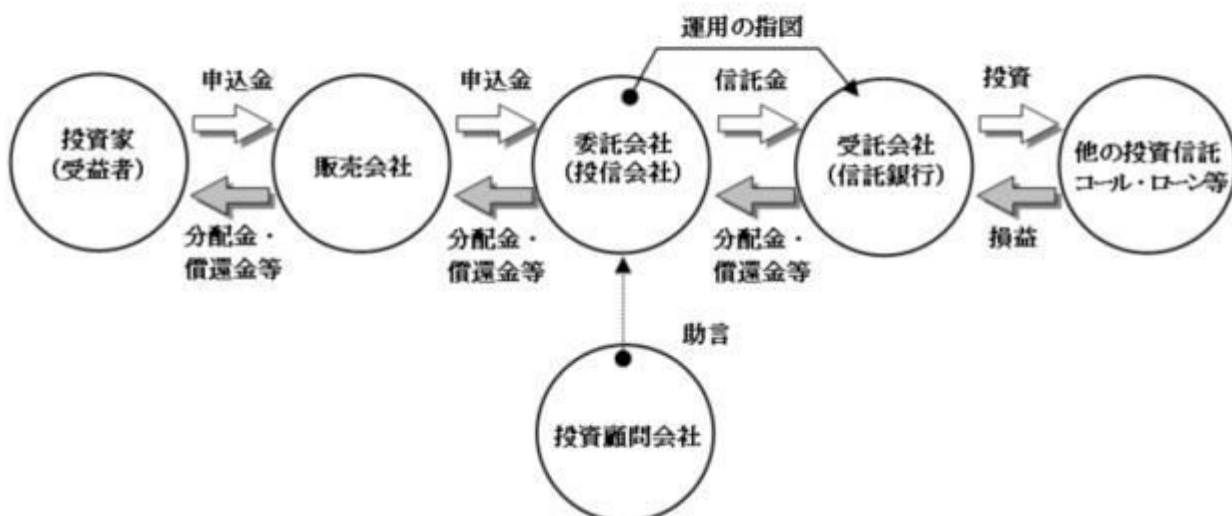 運用の指図
申込金
申込金
信託金
投資
投資家
(受益者)
販売会社
委託会社
(投信会社)
受託会社
(信託銀行)
他の投資信託
コール・ローン等
分配金・
償還金等
分配金・
償還金等
分配金・
償還金等
損益
助言
投資顧問会社